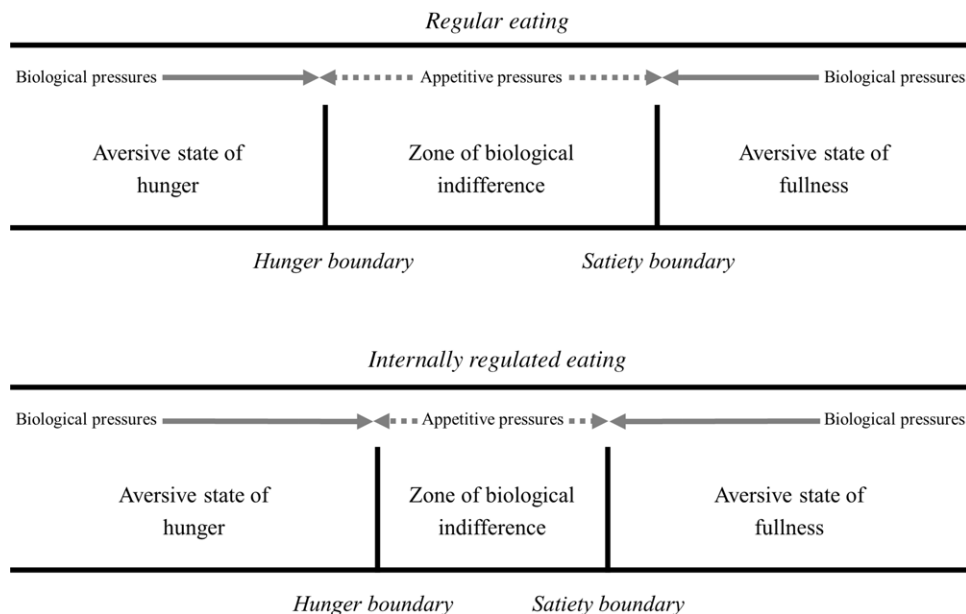 Regular eating
Biological pressures Appetitive pressures Biological pressures
Aversive state of Zone of biological Aversive state of
hunger indifference fullness
Hunger boundary Satiety boundary
Internally regulated eating
Biological pressures Appetitive pressures Biological pressures
Aversive state of Zone of biological Aversive state of
hunger indifference fullness
Hunger boundary Satiety boundary